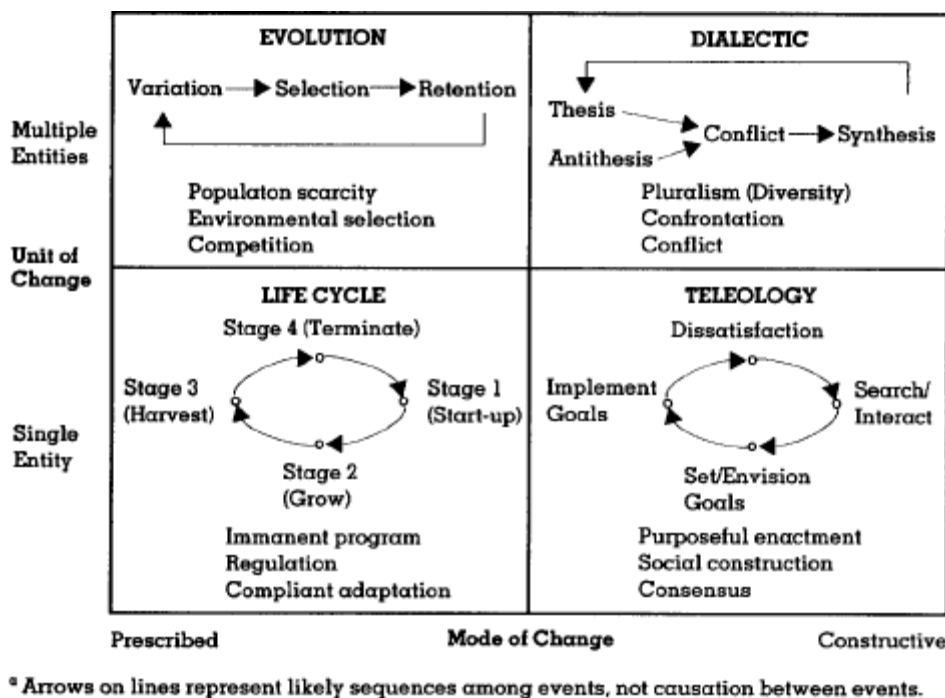 EVOLUTION
Variation Selection Retention
Populaton scarcity
Environmental selection
Competition
DIALECTIC
Thesis
Antithesis
Conflict Synthesis
Pluralism (Diversity)
Confrontation
Conflict
Multiple
Entities
Unit of
Change
Single
Entity
LIFE CYCLE
Stage 4 (Terminate)
Stage 3
(Harvest)
Stage 1
(Start-up)
Stage 2
(Grow)
Immanent program
Regulation
Compliant adaptation
TELEOLOGY
Dissatisfaction
Implement
Goals
Search/
Interact
Set/Envision
Goals
Purposeful enactment
Social construction
Consensus
Prescribed Mode of Change Constructive
ᵃ Arrows on lines represent likely sequences among events, not causation between events.